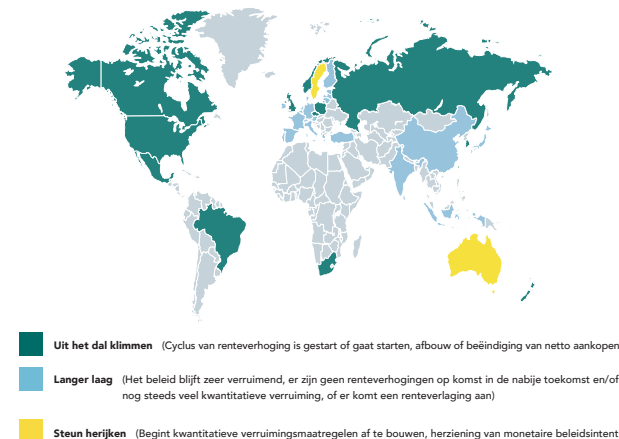 Uit het dal klimmen (Cyclus van renteverhoging is gestart of gaat starten, afbouw of beëindiging van netto aankopen
Langer laag (Het beleid blijft zeer verruimend, er zijn geen renteverhogingen op komst in de nabije toekomst en/of
nog steeds veel kwantitatieve verruiming, of er komt een renteverlaging aan)
Steun herijken (Begint kwantitatieve verruimingsmaatregelen af te bouwen, herziening van monetaire beleidsintent